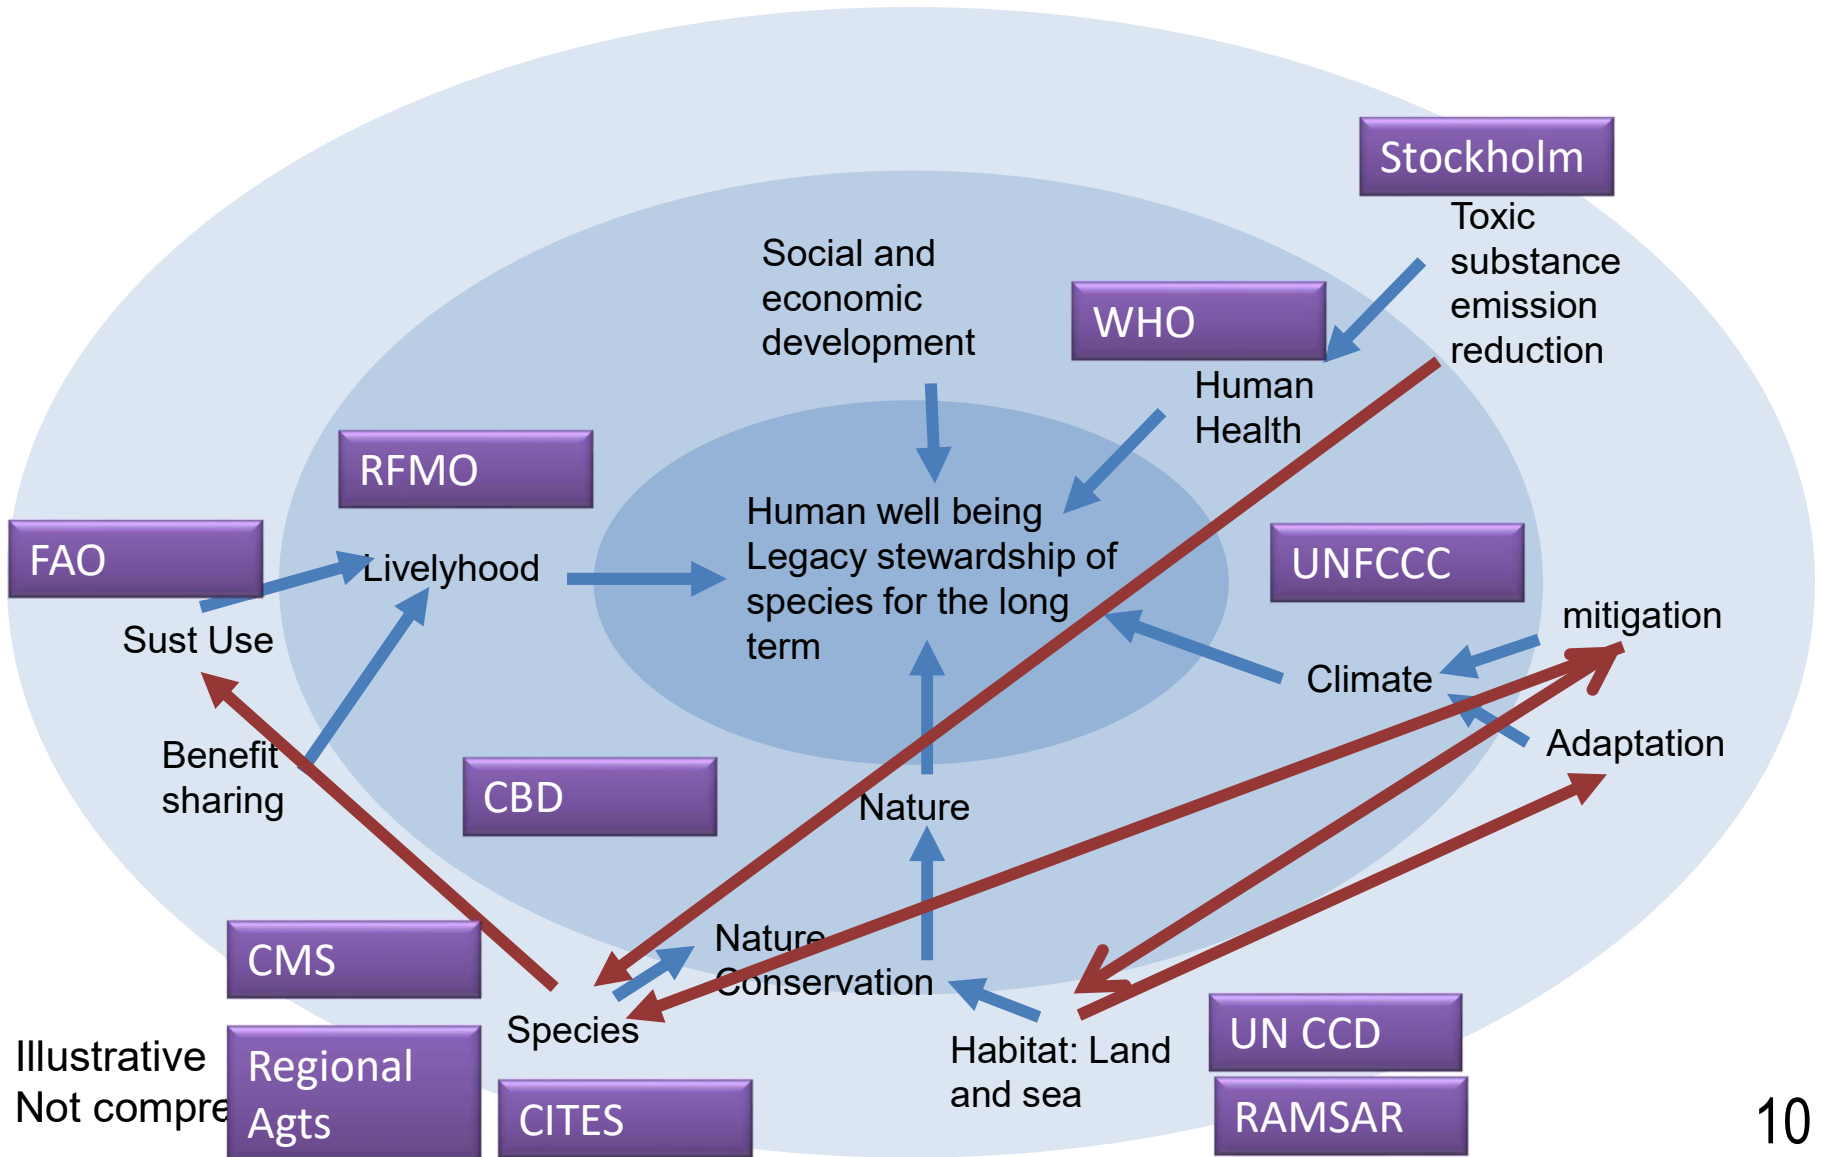 Stockholm
Toxic
substance
emission
reduction
Social and
economic
development
WHO
Human
Health
RFMO
FAO
Livelyhood
Sust Use
Human well being
Legacy stewardship of
species for the long
term
UNFCCC
mitigation
Climate
Adaptation
Benefit
sharing
CBD
Nature
CMS
Nature
Conservation
Species
Habitat: Land
and sea
UN CCD
RAMSAR
Illustrative
Not compre
Regional
Agts
CITES
10